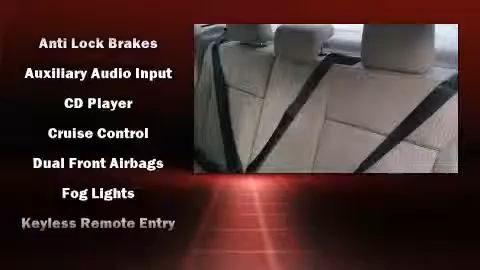 Anti Lock Brakes
Auxiliary Audio Input
CD Player
Cruise Control
Dual Front Airbags
Fog Lights
Keyless Remote Entry